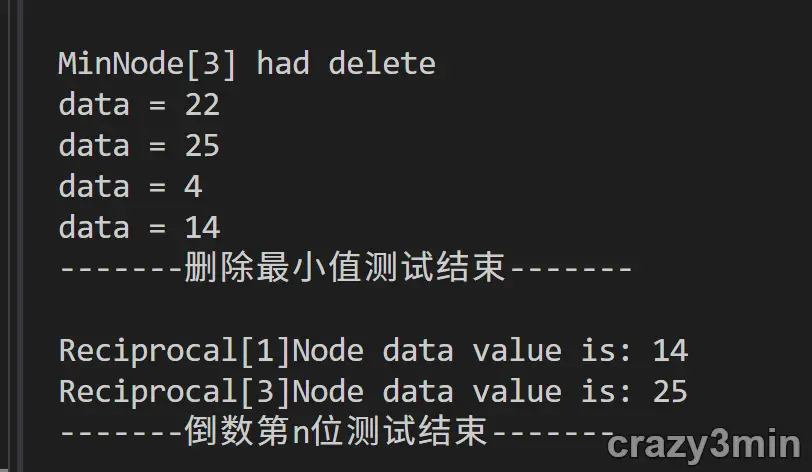 MinNode[3] had delete
data = 22
data = 25
data = 4
data = 14
-------删除最小值测试结束-------
Reciprocal[1]Node data value is: 14
Reciprocal[3]Node data value is: 25
-------倒数第n位测试结束-------
crazy3min